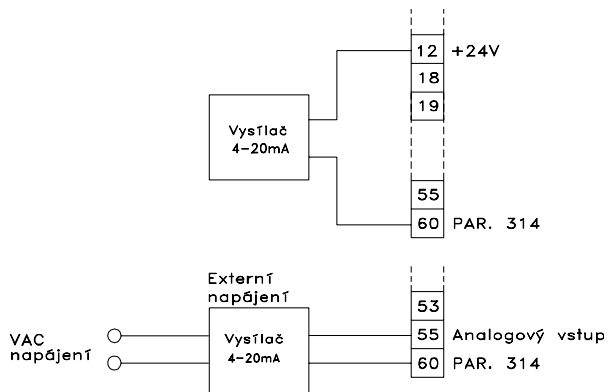 12 +24V
18
19
Vysílač
4-20mA
55
60 PAR. 314
Externí
napájení
53
VAC
napájení
Vysílač
4-20mA
55 Analogový vstup
60 PAR. 314